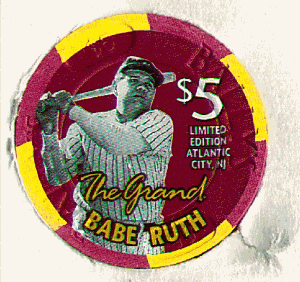 $5
LIMITED
EDITION
ATLANTIC
CITY, NJ
The Grand
BABE RUTH